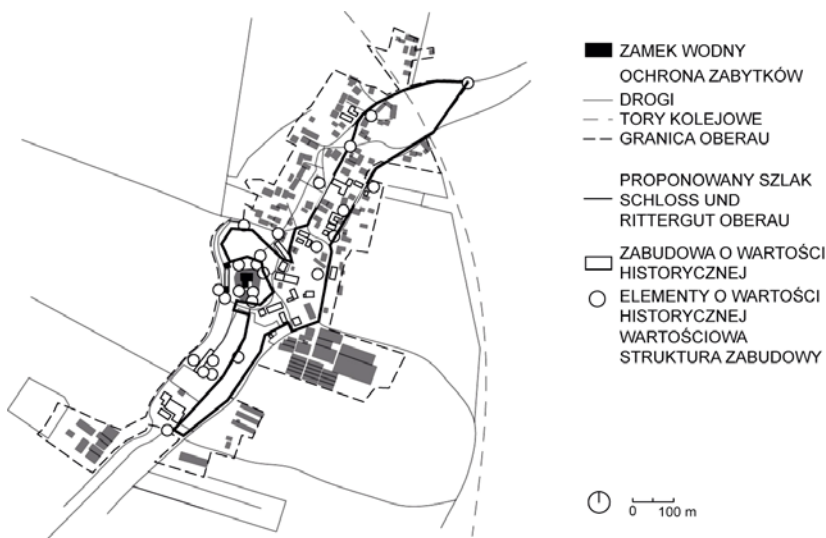 ZAMEK WODNY
OCHRONA ZABYTKÓW
DROGI
TORY KOLEJOWE
GRANICA OBERAU
PROPONOWANY SZLAK
SCHLOSS UND
RITTERGUT OBERAU
ZABUDOWA O WARTOŚCI
HISTORYCZNEJ
ELEMENTY O WARTOŚCI
HISTORYCZNEJ
WARTOŚCIOWA
STRUKTURA ZABUDOWY
0 100 m